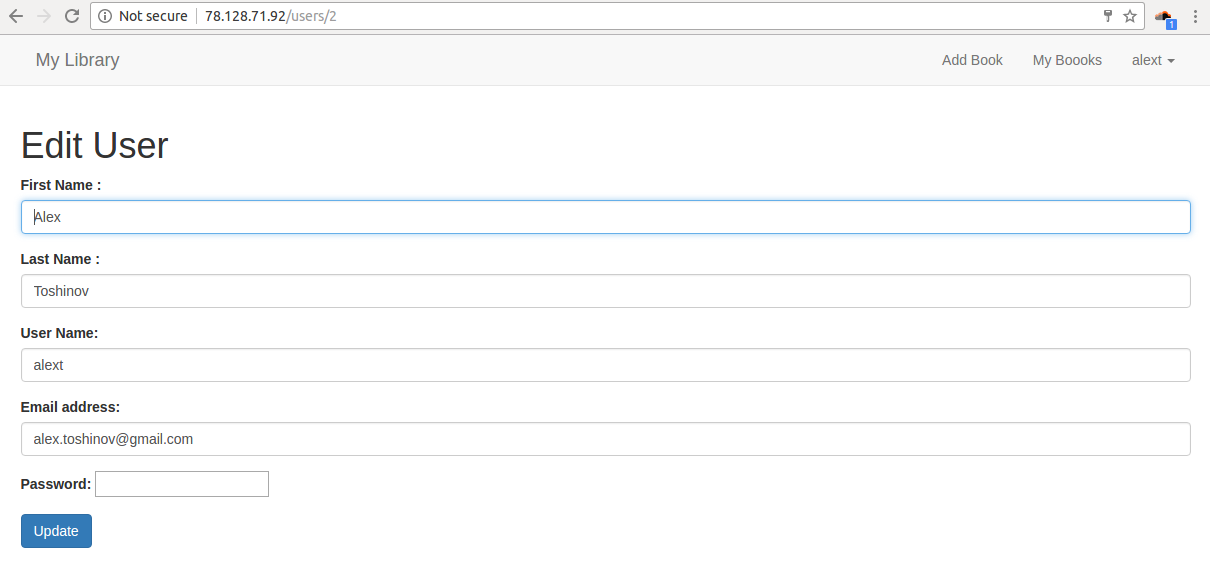 Not secure 78.128.71.92/users/2
1
My Library Add Book My Boooks alext
Edit User
First Name :
Alex
Last Name :
Toshinov
User Name:
alext
Email address:
alex.toshinov@gmail.com
Password:
Update